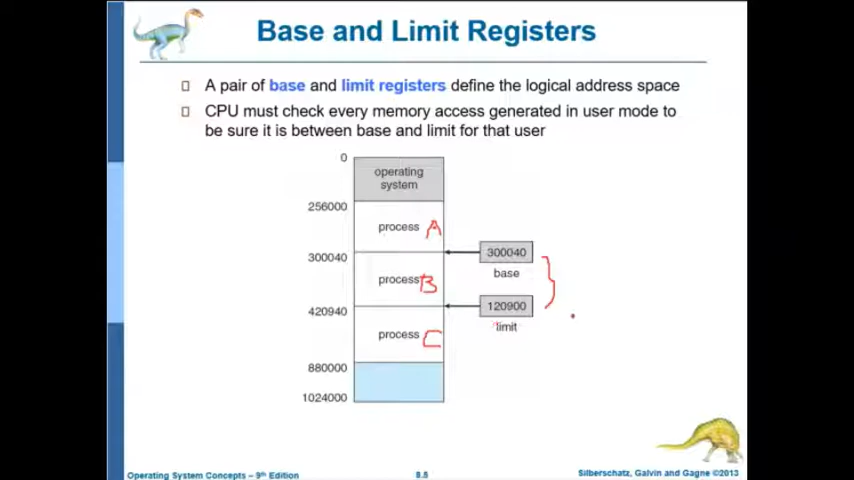 Base and Limit Registers
A pair of base and limit registers define the logical address space
CPU must check every memory access generated in user mode to
be sure it is between base and limit for that user
0
operating
system
256000
process A
300040
300040
base
process B
420940
120900
limit
process C
880000
1024000
Operating System Concepts – 9th Edition
8.5
Silberschatz, Galvin and Gagne ©2013